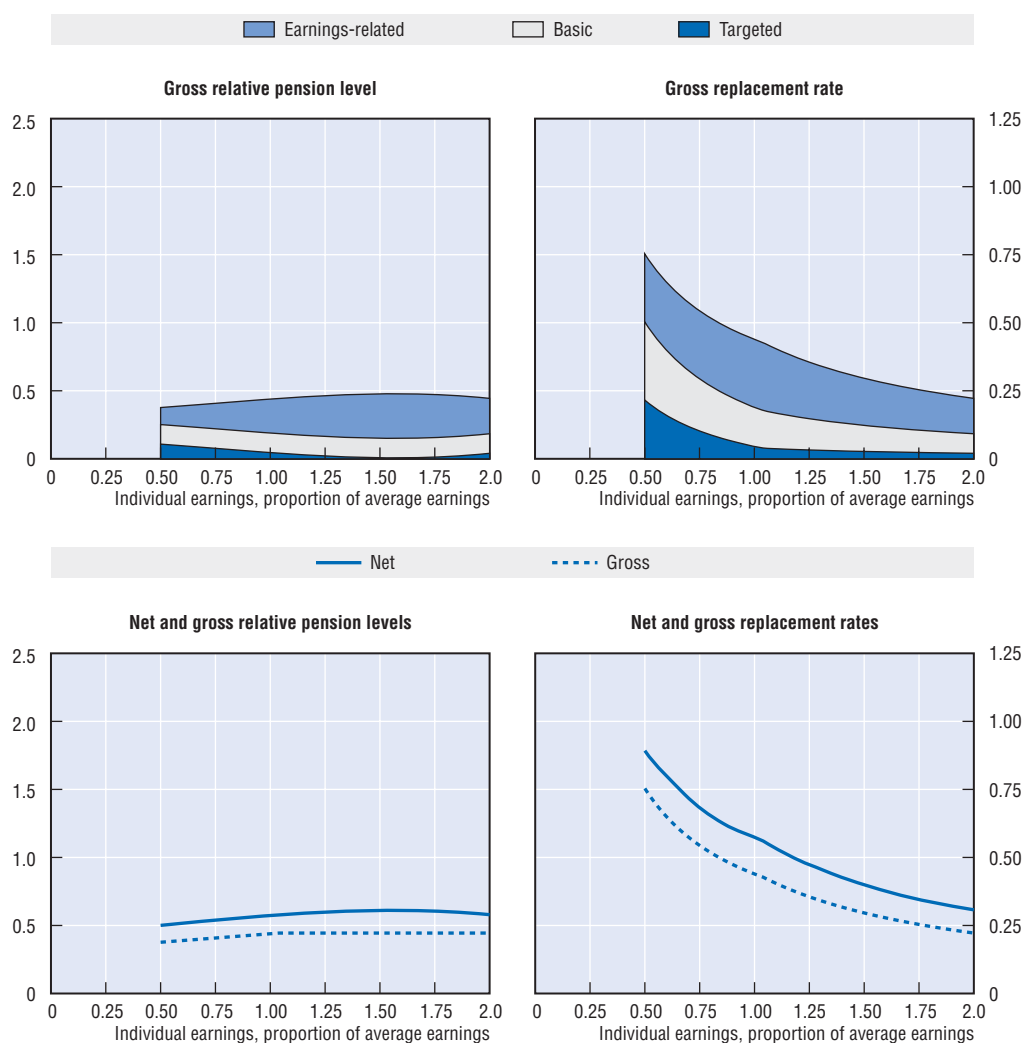 Earnings-related Basic Targeted
Gross relative pension level
2.5
2.0
1.5
1.0
0.5
0
0 0.25 0.50 0.75 1.00 1.25 1.50 1.75 2.0
Individual earnings, proportion of average earnings
Gross replacement rate
1.25
1.00
0.75
0.50
0.25
0
0 0.25 0.50 0.75 1.00 1.25 1.50 1.75 2.0
Individual earnings, proportion of average earnings
Net Gross
Net and gross relative pension levels
2.5
2.0
1.5
1.0
0.5
0
0 0.25 0.50 0.75 1.00 1.25 1.50 1.75 2.0
Individual earnings, proportion of average earnings
Net and gross replacement rates
1.25
1.00
0.75
0.50
0.25
0
0 0.25 0.50 0.75 1.00 1.25 1.50 1.75 2.0
Individual earnings, proportion of average earnings